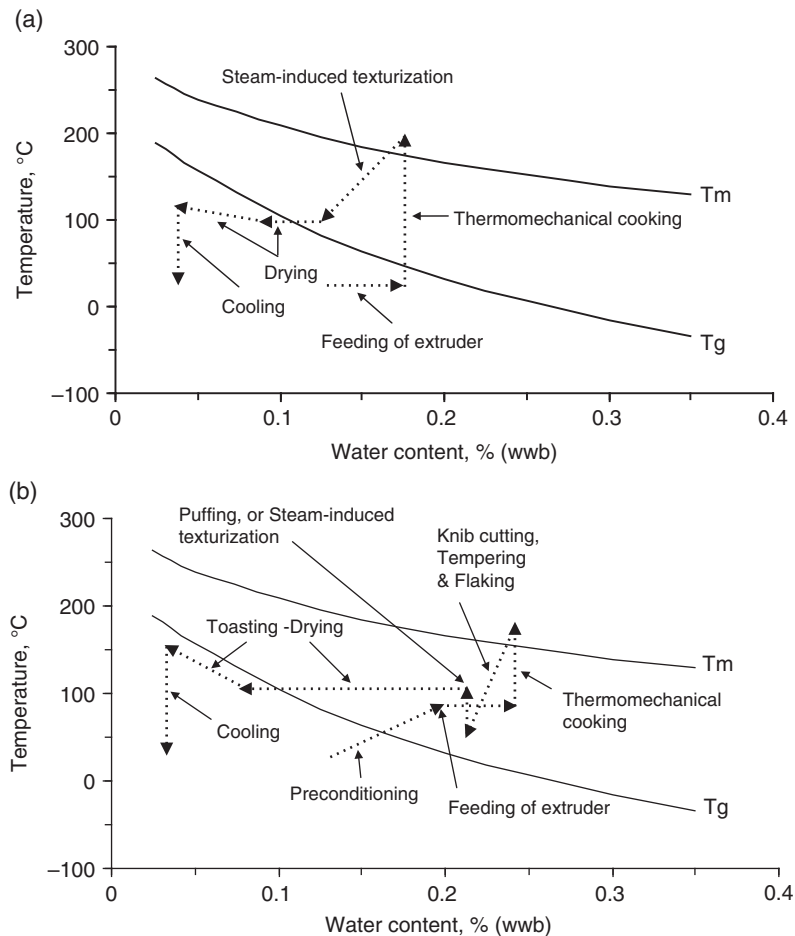 (a)
300
200
100
0
–100
Temperature, °C
Steam-induced texturization
Tm
Thermomechanical cooking
Drying
Cooling
Feeding of extruder
Tg
0
0.1
0.2
0.3
0.4
Water content, % (wwb)
(b)
300
200
100
0
–100
Temperature, °C
Puffing, or Steam-induced
texturization
Knib cutting,
Tempering
& Flaking
Toasting -Drying
Tm
Thermomechanical
cooking
Cooling
Preconditioning
Feeding of extruder
Tg
0
0.1
0.2
0.3
0.4
Water content, % (wwb)